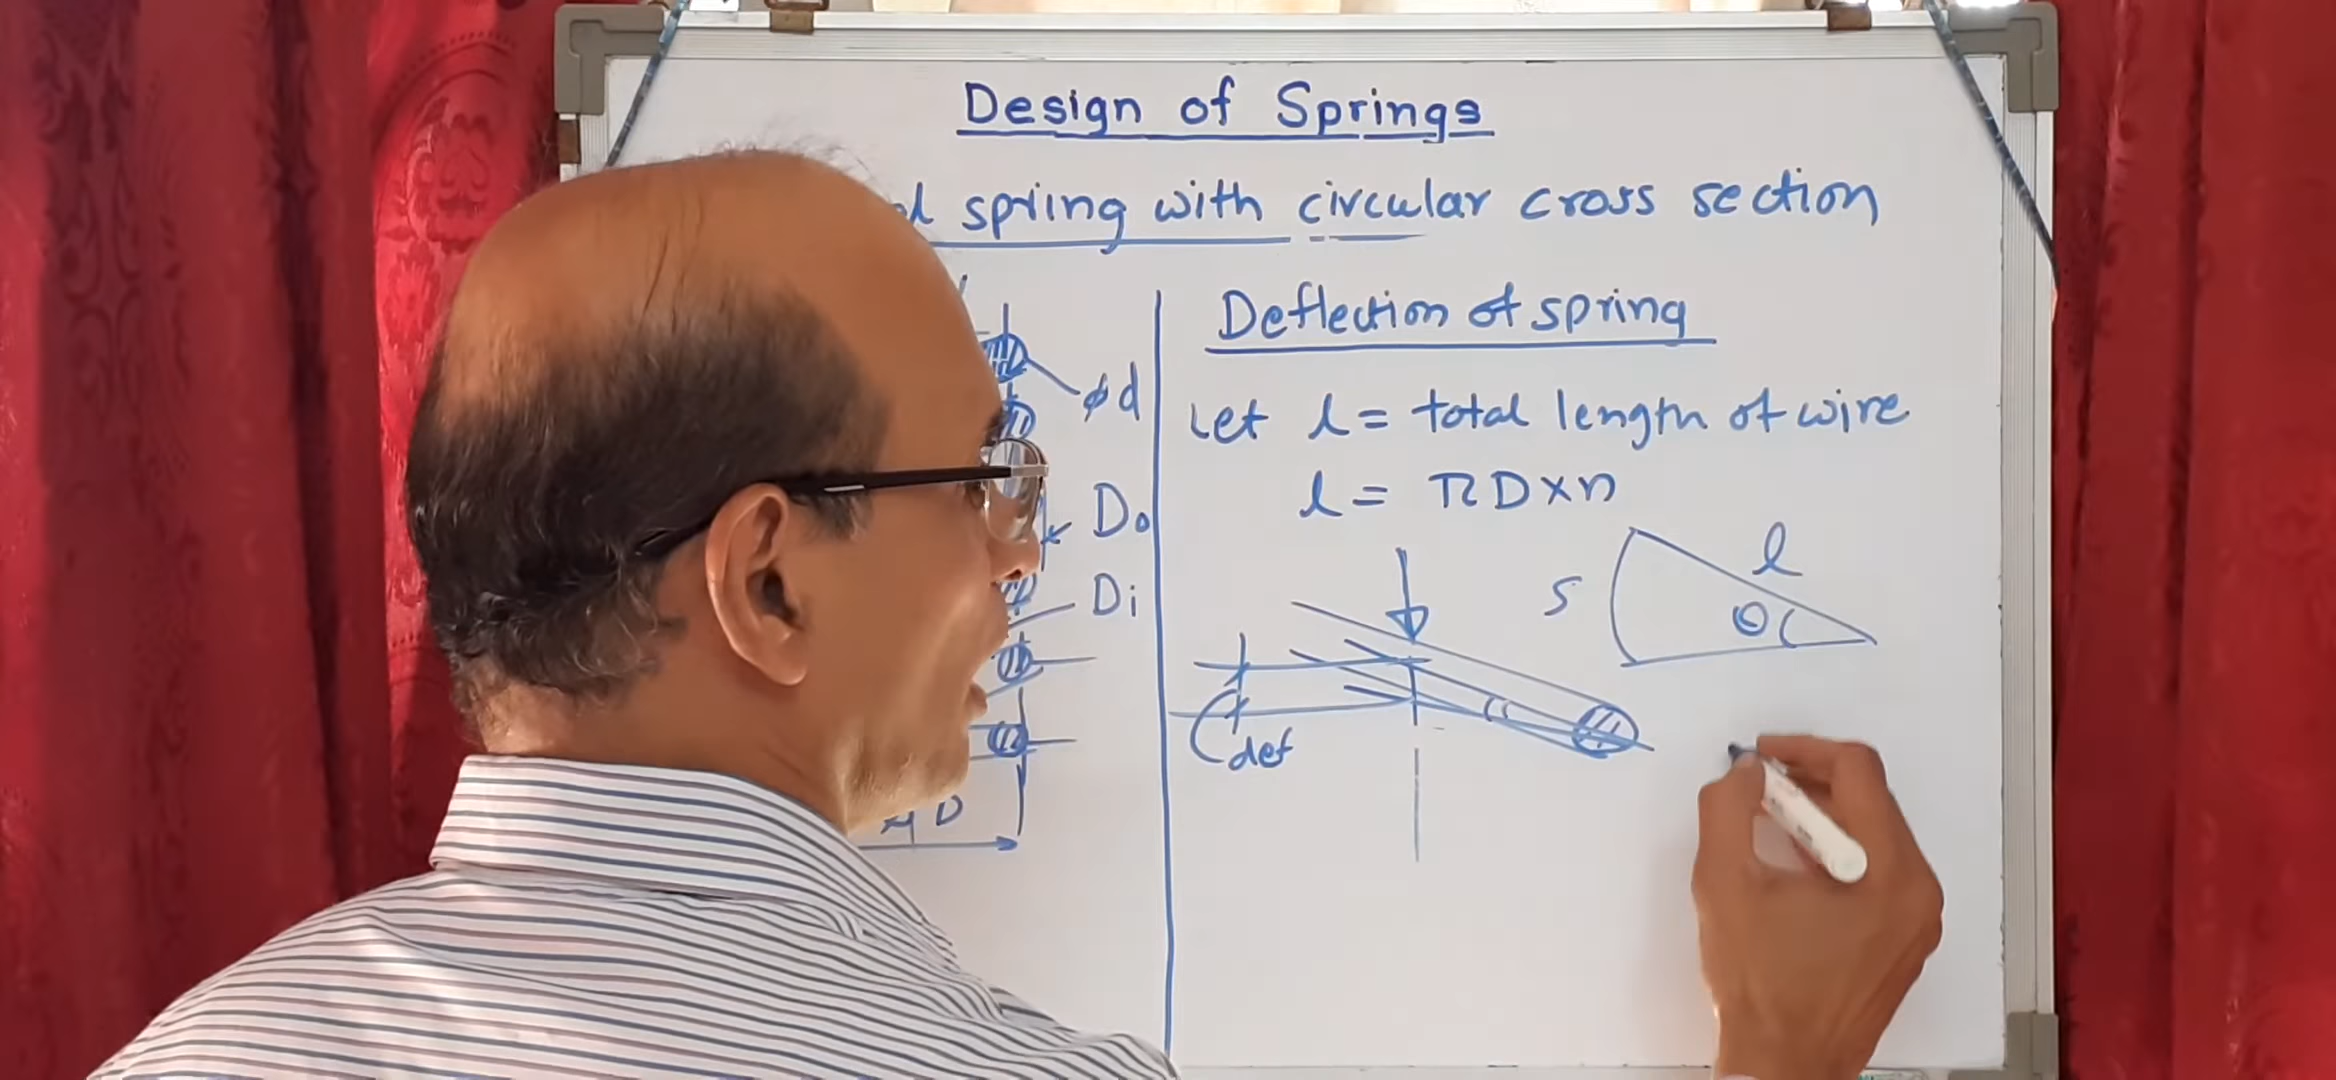 Design of Springs
spring with circular cross section
ϕd
Do
Di
D
Deflection of spring
Let l = total length of wire
l = πD×n
l
S
θ
def